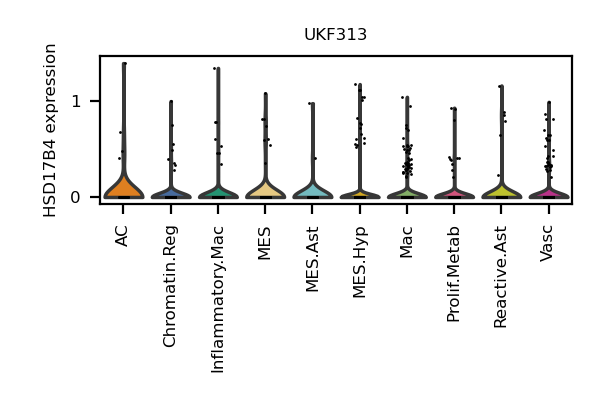 UKF313
HSD17B4 expression
1
0
AC
Chromatin.Reg
Inflammatory.Mac
MES
MES.Ast
MES.Hyp
Mac
Prolif.Metab
Reactive.Ast
Vasc